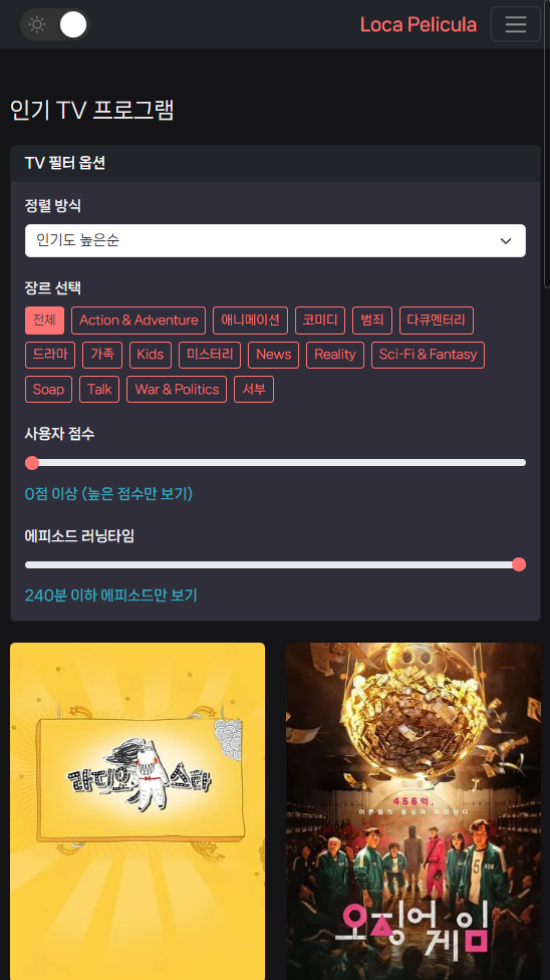 Loca Pelicula
인기 TV 프로그램
TV 필터 옵션
정렬 방식
인기도 높은순
장르 선택
전체 Action & Adventure 애니메이션 코미디 범죄 다큐멘터리
드라마 가족 Kids 미스터리 News Reality Sci-Fi & Fantasy
Soap Talk War & Politics 서부
사용자 점수
0점 이상 (높은 점수만 보기)
에피소드 러닝타임
240분 이하 에피소드만 보기
라디오 스타
456억,
오징어
게임